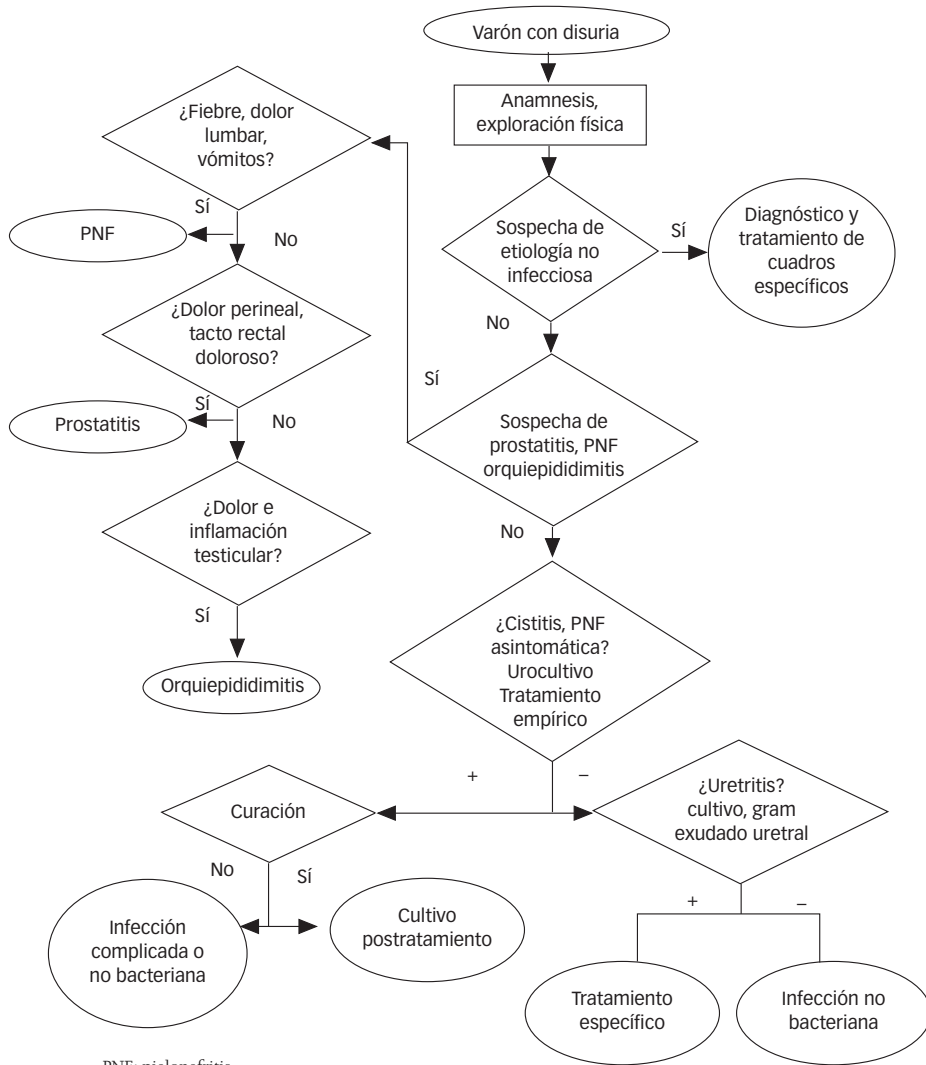 Varón con disuria
Anamnesis,
exploración física
Sospecha de
etiología no
infecciosa
Sí
Diagnóstico y
tratamiento de
cuadros
específicos
No
Sospecha de
prostatitis, PNF
orquiepididimitis
Sí
¿Fiebre, dolor
lumbar,
vómitos?
Sí
PNF
No
¿Dolor perineal,
tacto rectal
doloroso?
Sí
Prostatitis
No
¿Dolor e
inflamación
testicular?
Sí
Orquiepididimitis
No
¿Cistitis, PNF
asintomática?
Urocultivo
Tratamiento
empírico
+
–
Curación
No
Sí
Infección
complicada o
no bacteriana
Cultivo
postratamiento
¿Uretritis?
cultivo, gram
exudado uretral
+
–
Tratamiento
específico
Infección no
bacteriana
PNF: pielonefritis